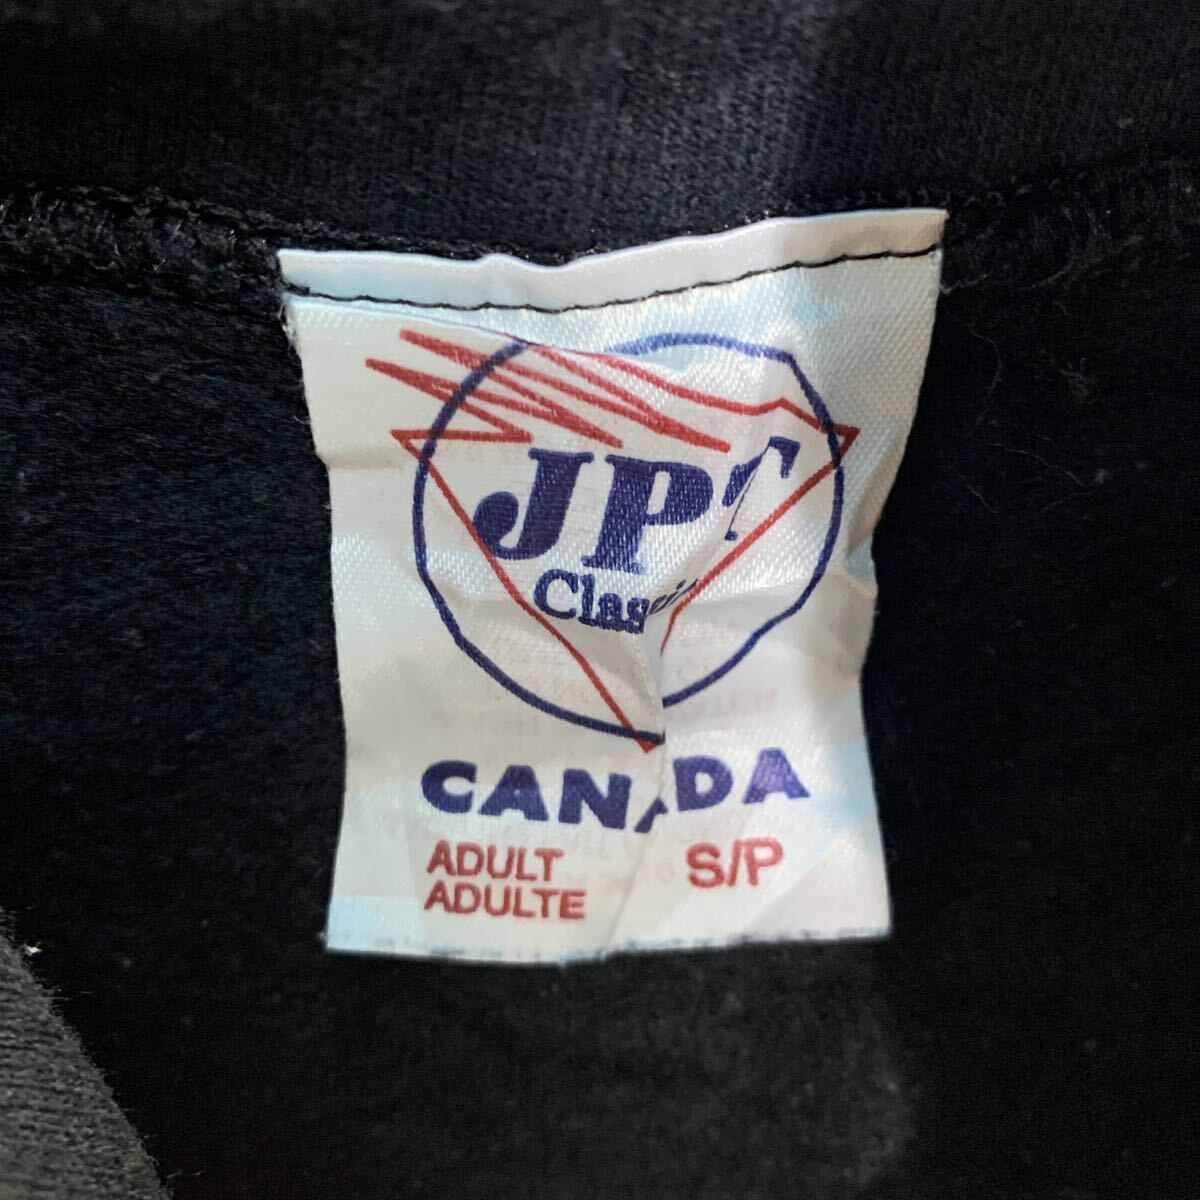 JPT
Classic
CANADA
ADULT S/P
ADULTE